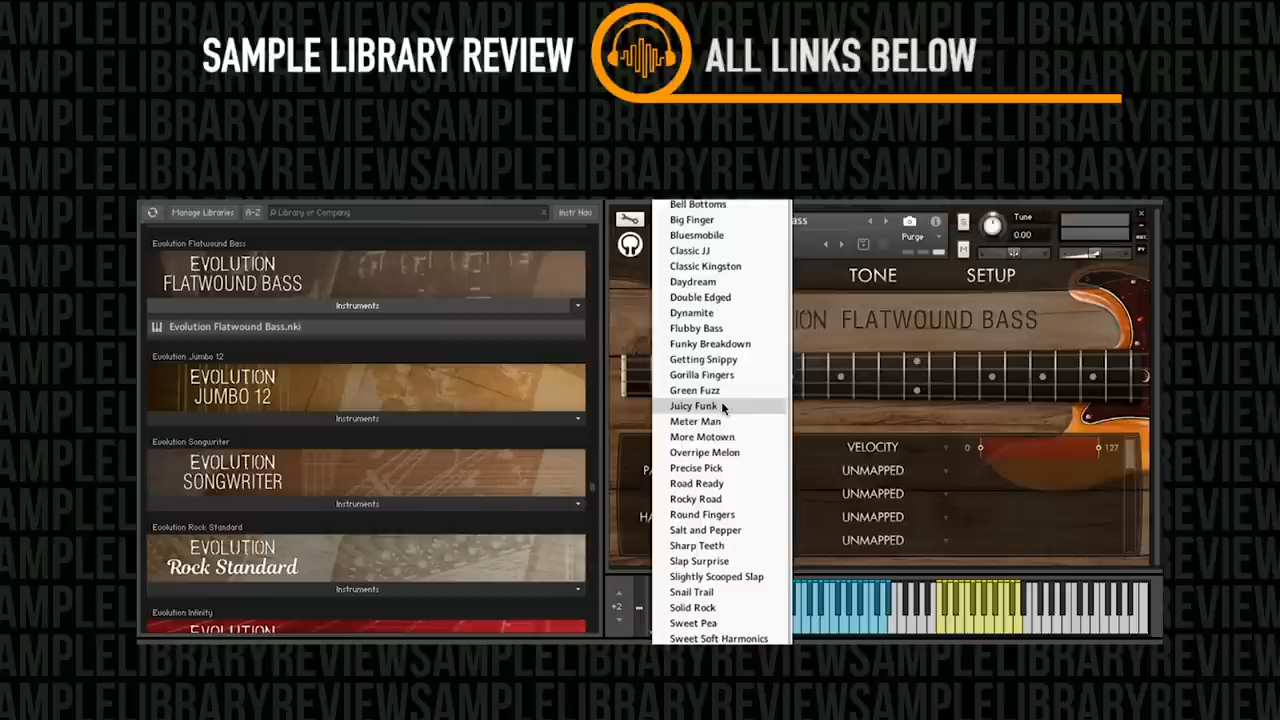 SAMPLE LIBRARY REVIEW
ALL LINKS BELOW
Manage Libraries
A-Z
Library or Company
Instr Nav
Evolution Flatwound Bass
EVOLUTION
FLATWOUND BASS
Instruments
Evolution Flatwound Bass.nki
Evolution Jumbo 12
EVOLUTION
JUMBO 12
Instruments
Evolution Songwriter
EVOLUTION
SONGWRITER
Instruments
Evolution Rock Standard
EVOLUTION
Rock Standard
Instruments
Evolution Infinity
EVOLUTION
Bell Bottoms
Big Finger
Bluesmobile
Classic JJ
Classic Kingston
Daydream
Double Edged
Dynamite
Flubby Bass
Funky Breakdown
Getting Snippy
Gorilla Fingers
Green Fuzz
Juicy Funk
Meter Man
More Motown
Overripe Melon
Precise Pick
Road Ready
Rocky Road
Round Fingers
Salt and Pepper
Sharp Teeth
Slap Surprise
Slightly Scooped Slap
Snail Trail
Solid Rock
Sweet Pea
Sweet Soft Harmonics
ass
Purge
S
M
Tune
0.00
TONE
SETUP
ION FLATWOUND BASS
VELOCITY
0
127
UNMAPPED
UNMAPPED
UNMAPPED
UNMAPPED
PA
HA
+2